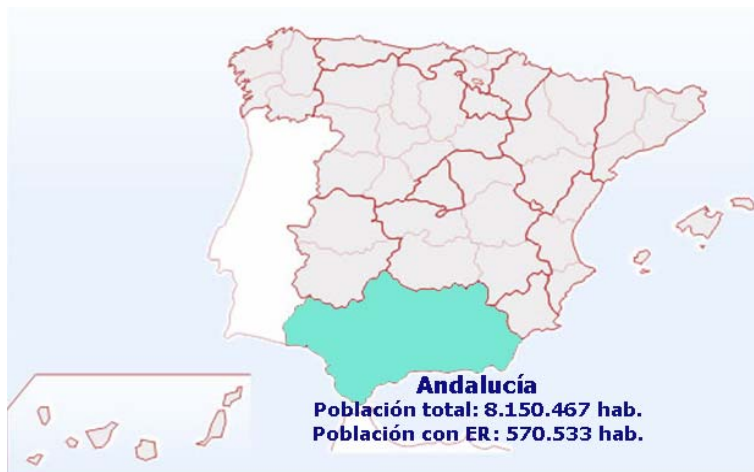 Andalucía
Población total: 8.150.467 hab.
Población con ER: 570.533 hab.